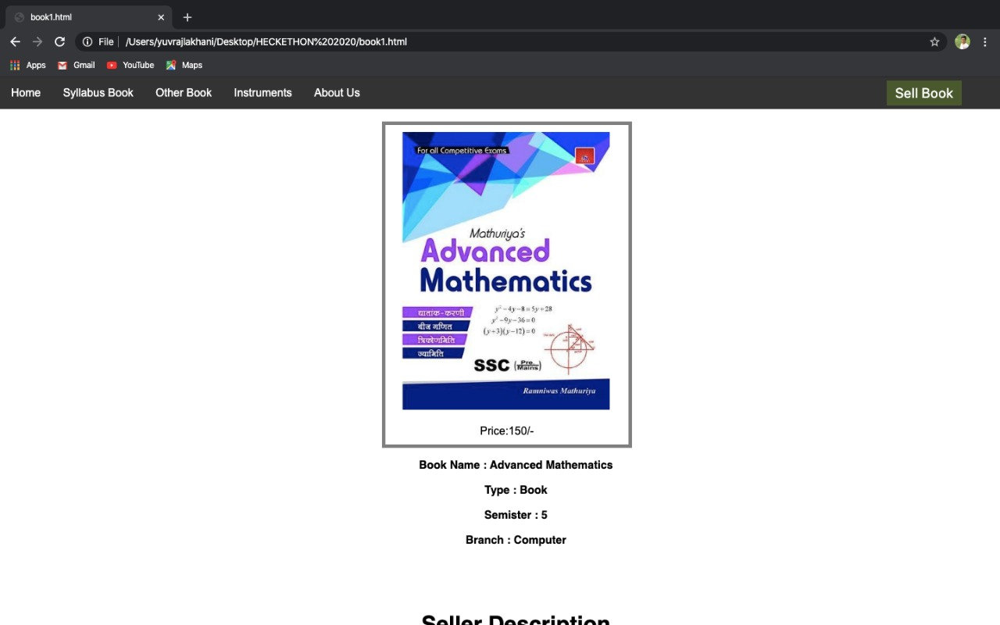 book1.html
File /Users/yuvrajlakhani/Desktop/HECKETHON%202020/book1.html
Apps Gmail YouTube Maps
Home Syllabus Book Other Book Instruments About Us Sell Book
For all Competitive Exams
Mathuriya's
Advanced
Mathematics
घातांक-करणी
बीज गणित
त्रिकोणमिति
ज्यामिति
y²-4y-8=5y+28
y²-9y-36=0
(y+3)(y-12)=0
SSC (Pre. Mains)
Ramniwas Mathuriya
Price:150/-
Book Name : Advanced Mathematics
Type : Book
Semister : 5
Branch : Computer
Seller Description